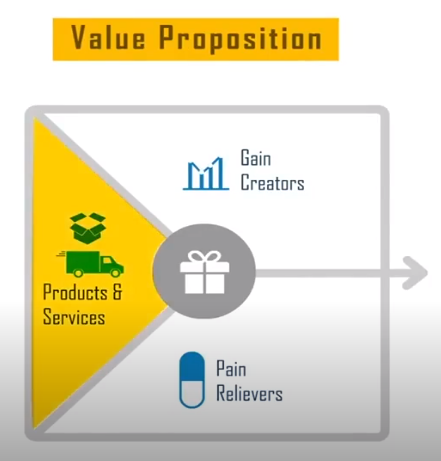 Value Proposition
Gain
Creators
Products &
Services
Pain
Relievers